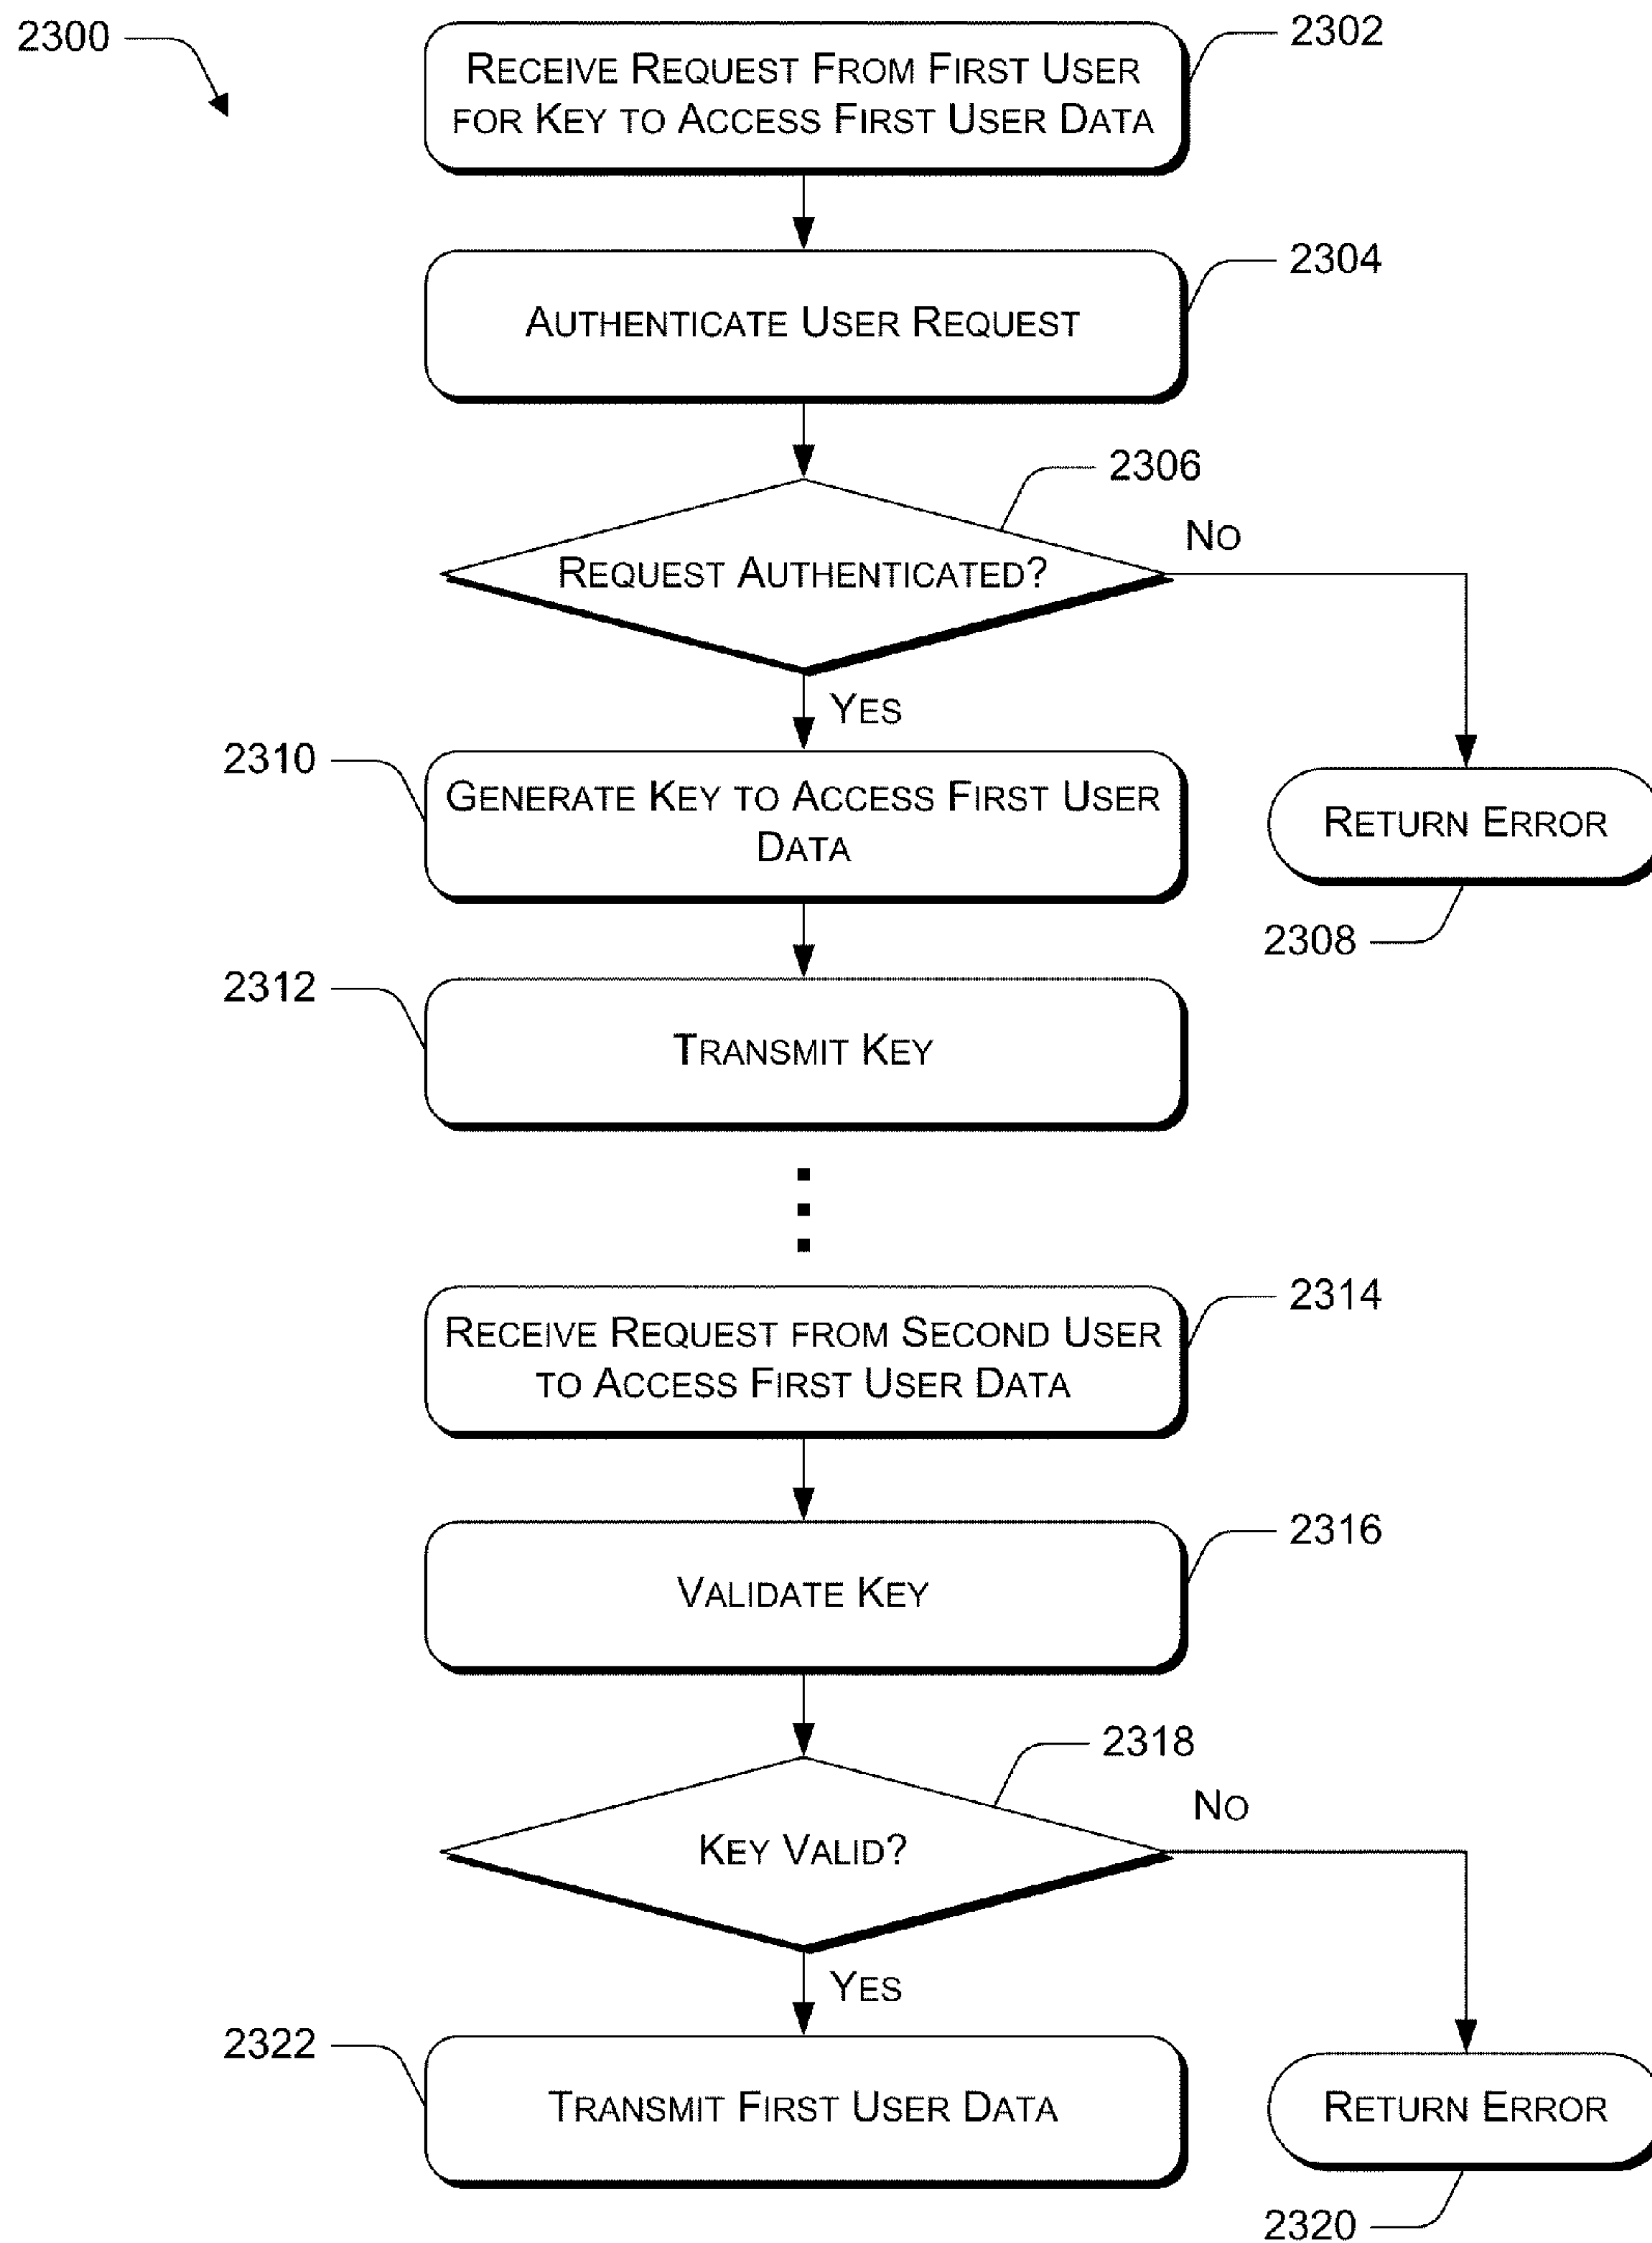 2300
2302
RECEIVE REQUEST FROM FIRST USER
FOR KEY TO ACCESS FIRST USER DATA
2304
AUTHENTICATE USER REQUEST
2306
NO
REQUEST AUTHENTICATED?
YES
2310
GENERATE KEY TO ACCESS FIRST USER
DATA
RETURN ERROR
2308
2312
TRANSMIT KEY
2314
RECEIVE REQUEST FROM SECOND USER
TO ACCESS FIRST USER DATA
2316
VALIDATE KEY
2318
NO
KEY VALID?
YES
2322
TRANSMIT FIRST USER DATA
RETURN ERROR
2320